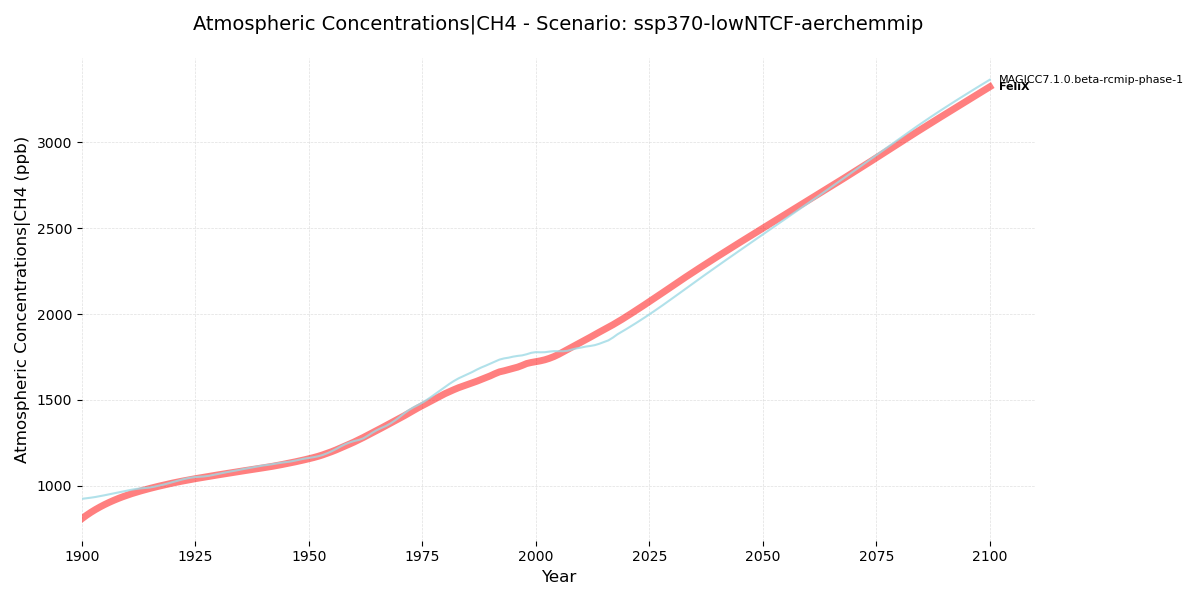 Atmospheric Concentrations|CH4 - Scenario: ssp370-lowNTCF-aerchemmip
Atmospheric Concentrations|CH4 (ppb)
3000
2500
2000
1500
1000
MAGICC7.1.0.beta-rcmip-phase-1
FeliX
1900 1925 1950 1975 2000 2025 2050 2075 2100
Year